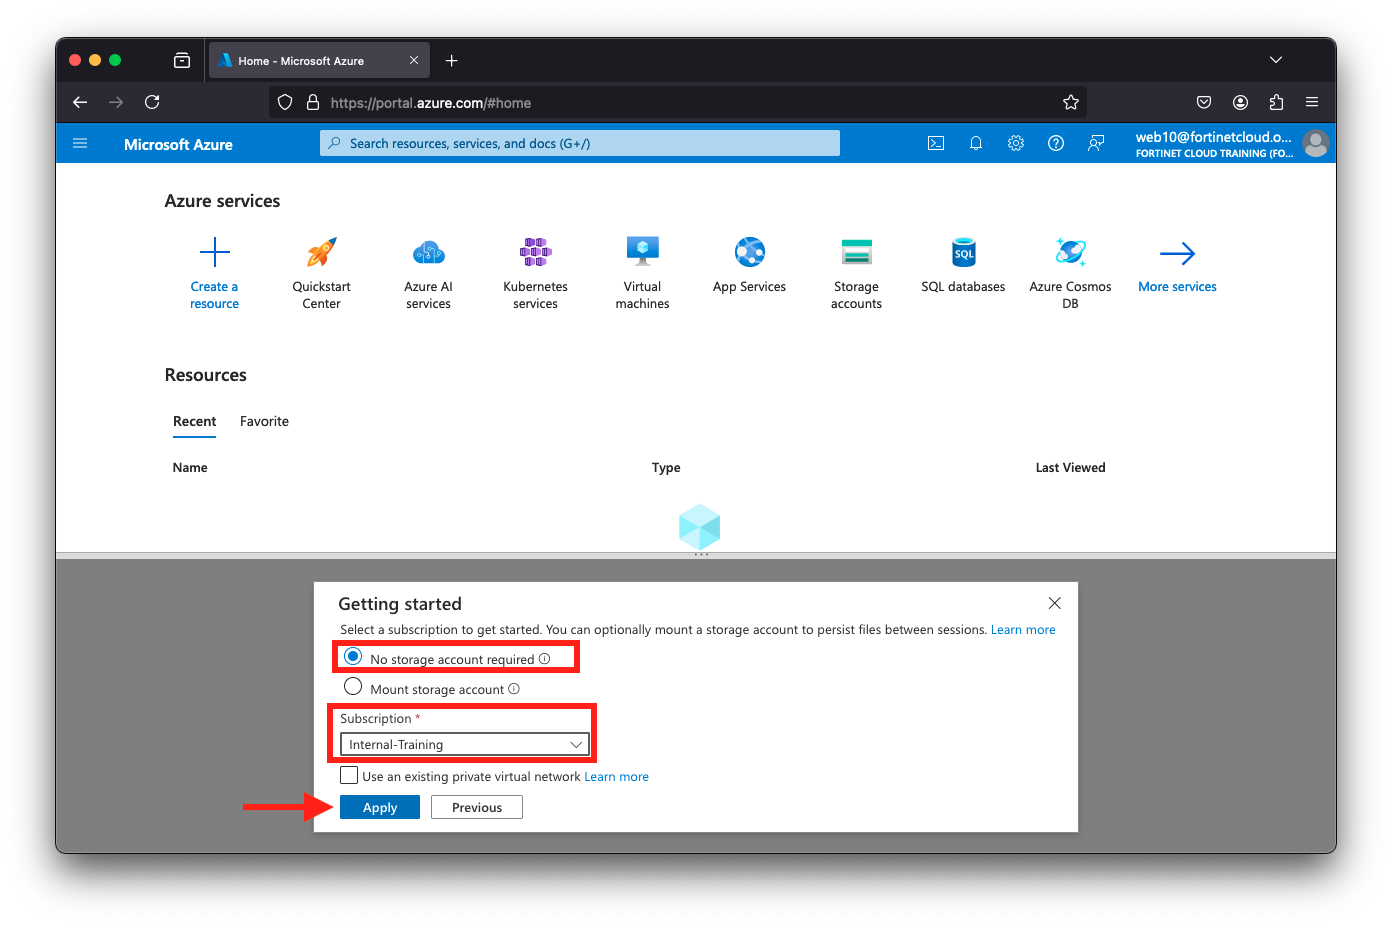 Home - Microsoft Azure
https://portal.azure.com/#home
Microsoft Azure
Search resources, services, and docs (G+/)
web10@fortinetcloud.o...
FORTINET CLOUD TRAINING (FO...
Azure services
Create a
resource
Quickstart
Center
Azure AI
services
Kubernetes
services
Virtual
machines
App Services
Storage
accounts
SQL
SQL databases
Azure Cosmos
DB
More services
Resources
Recent Favorite
Name Type Last Viewed
Getting started
Select a subscription to get started. You can optionally mount a storage account to persist files between sessions. Learn more
No storage account required
Mount storage account
Subscription *
Internal-Training
Use an existing private virtual network Learn more
Apply Previous